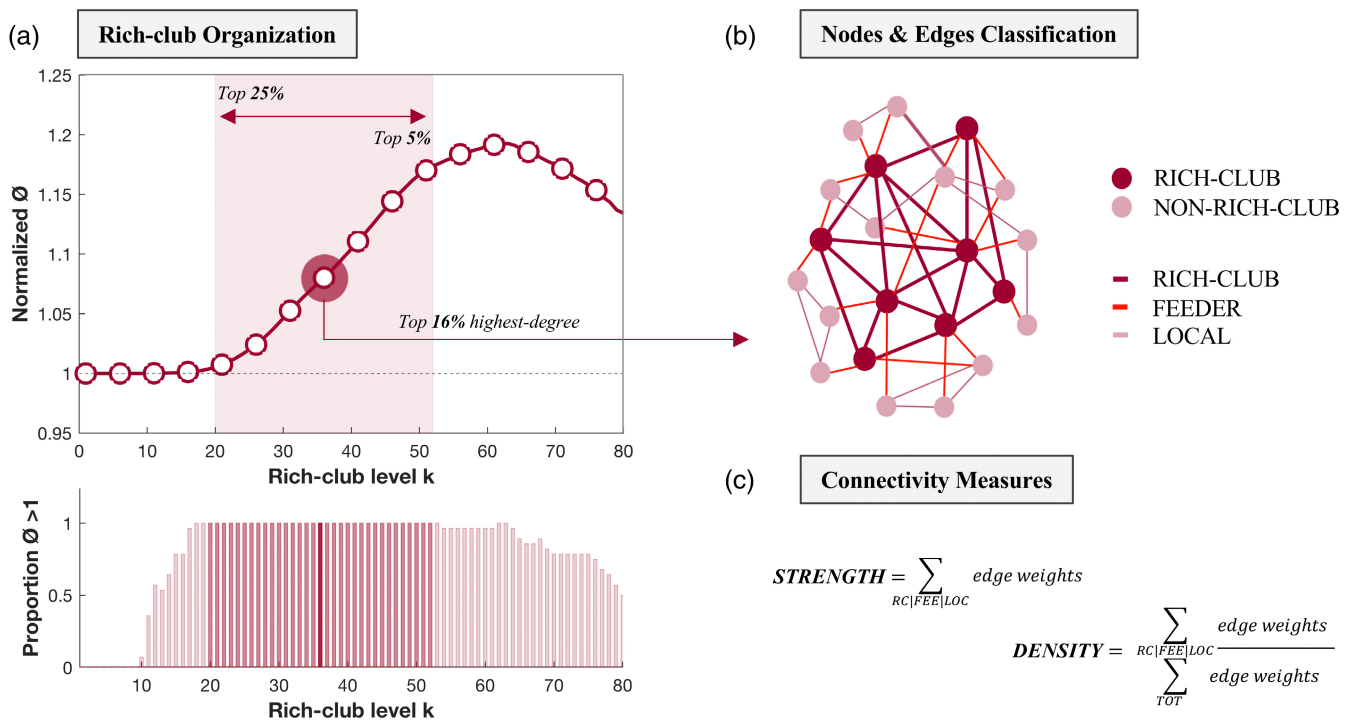 (a)
Rich-club Organization
1.25
1.2
1.15
1.1
1.05
1
0.95
Normalized Ø
Top 25%
Top 5%
Top 16% highest-degree
0 10 20 30 40 50 60 70 80
Rich-club level k
Proportion Ø >1
1
0.5
0
10 20 30 40 50 60 70 80
Rich-club level k
(b)
Nodes & Edges Classification
RICH-CLUB
NON-RICH-CLUB
RICH-CLUB
FEEDER
LOCAL
(c)
Connectivity Measures
STRENGTH = ∑ edge weights
RC|FEE|LOC
DENSITY = ∑ edge weights
RC|FEE|LOC
∑ edge weights
TOT